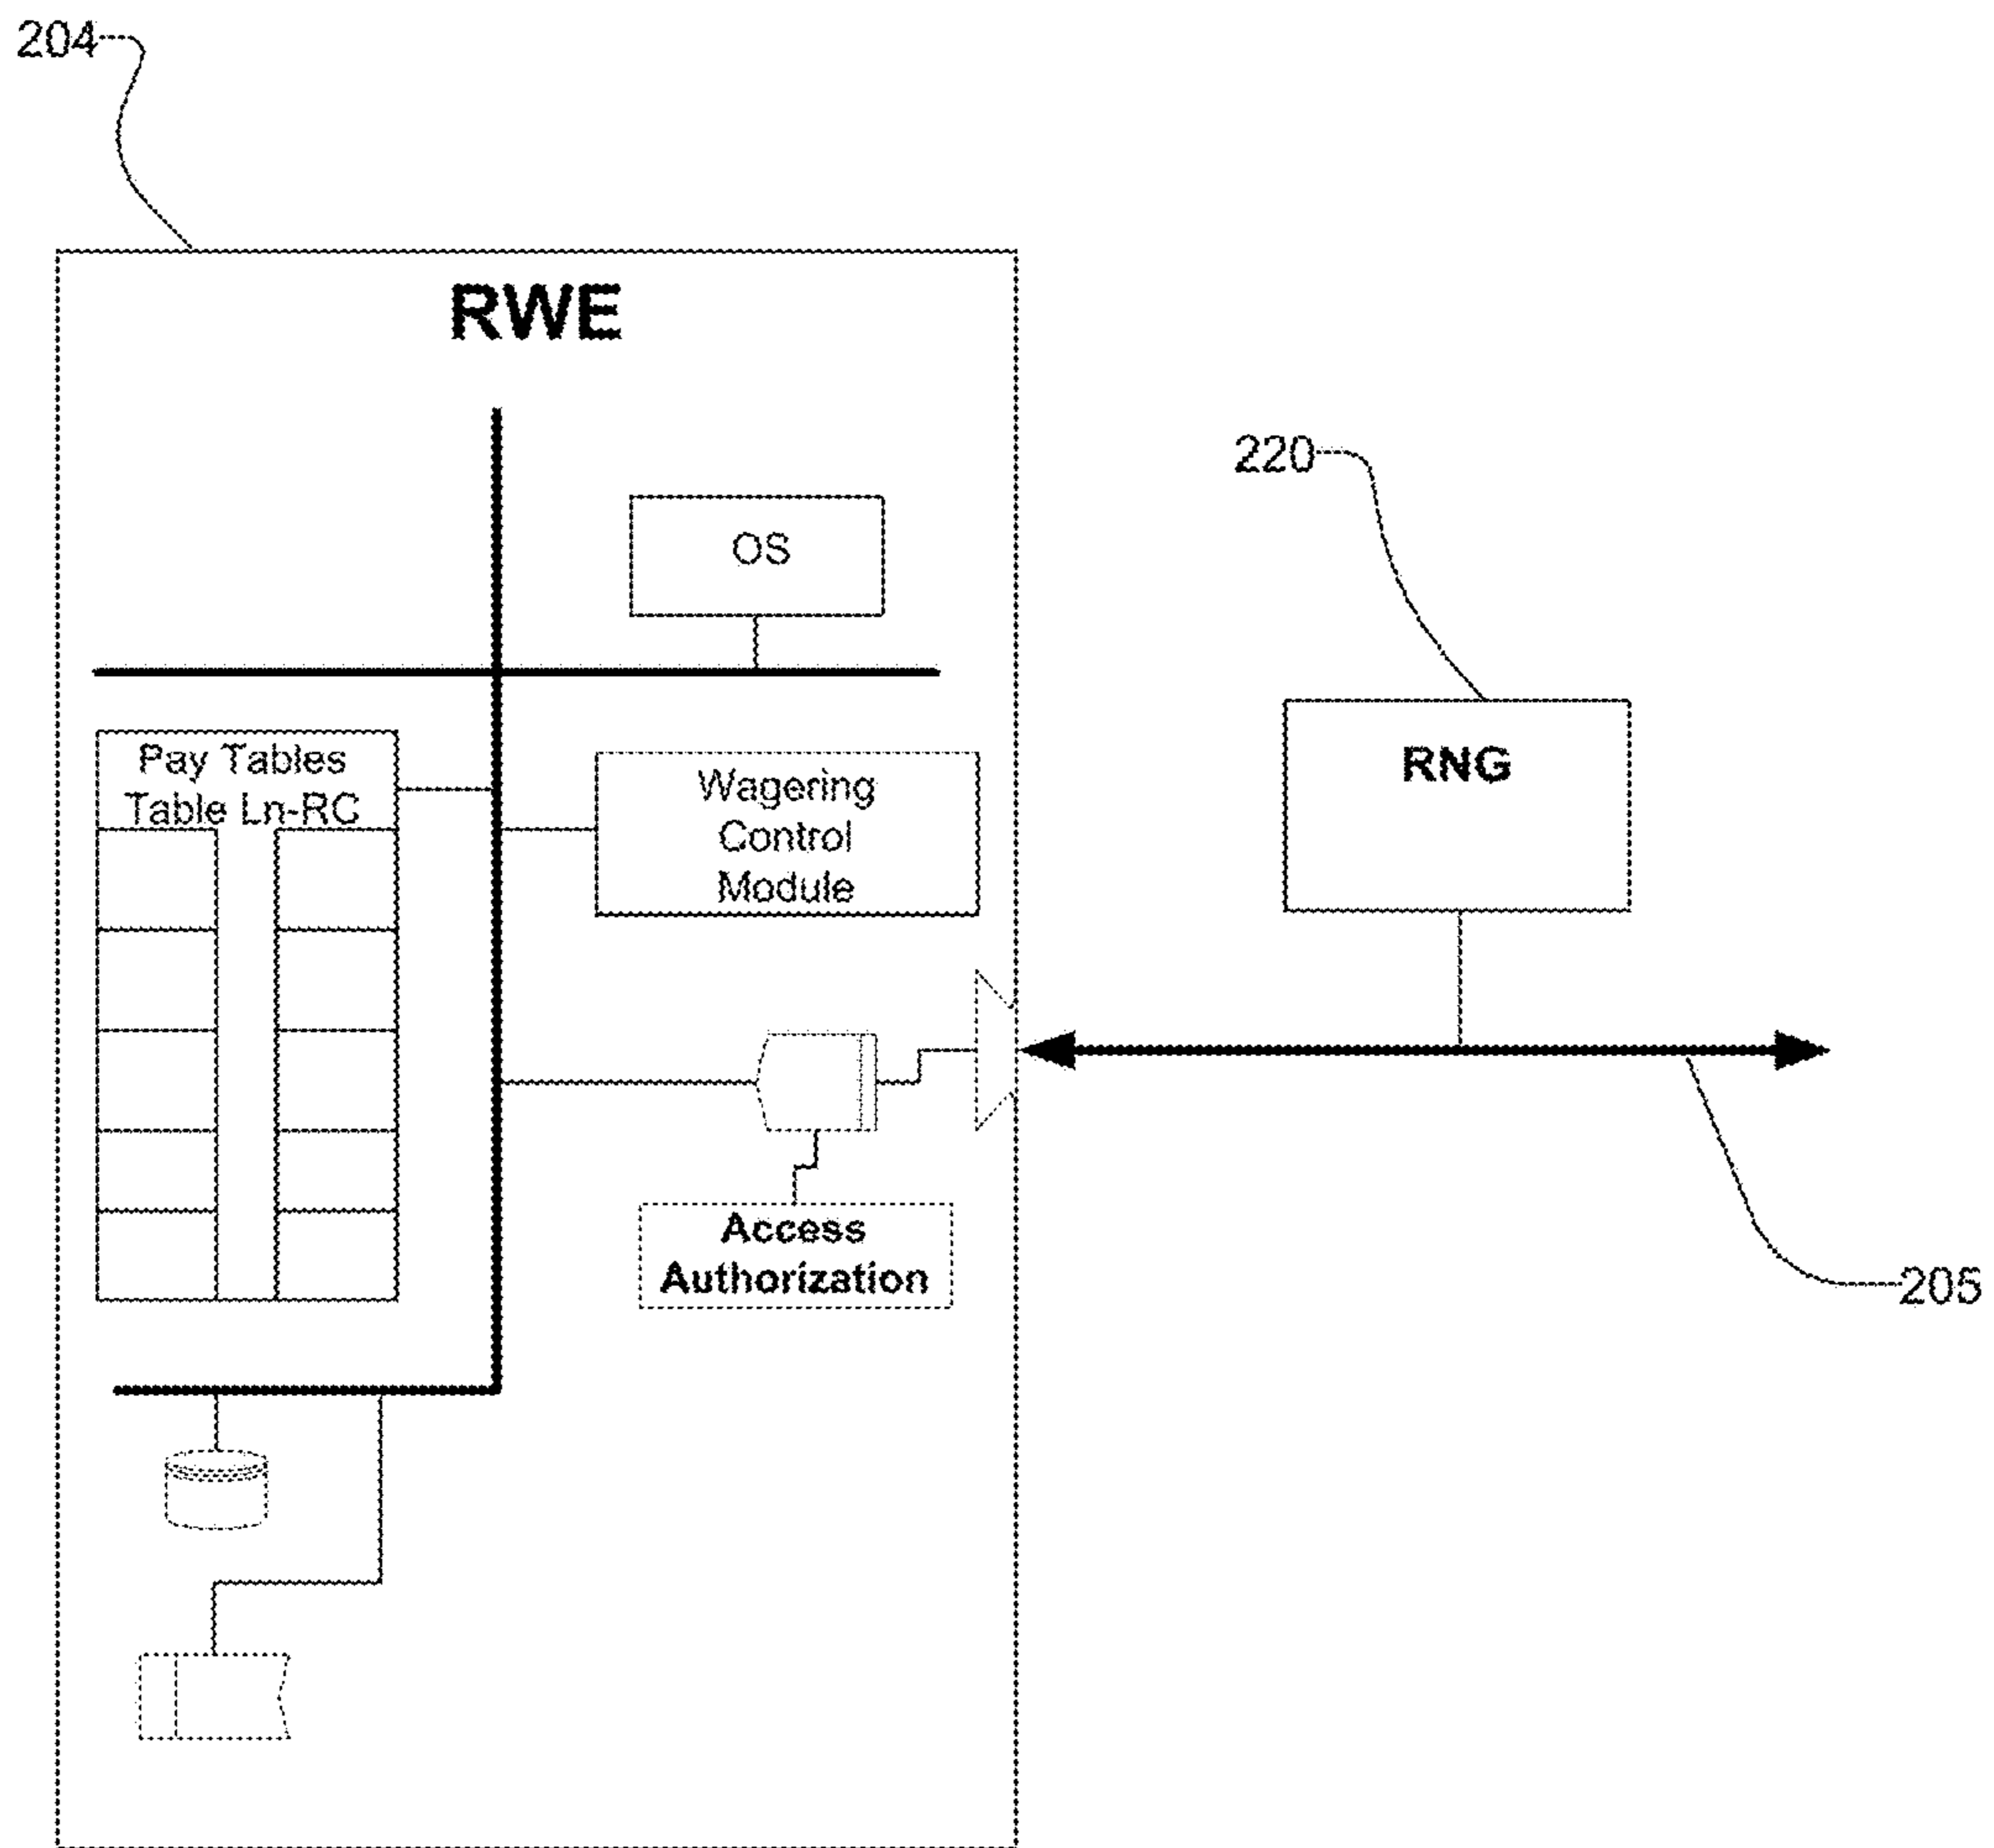 204
RWE
OS
220
RNG
Pay Tables
Table Ln-RC
Wagering
Control
Module
Access
Authorization
205